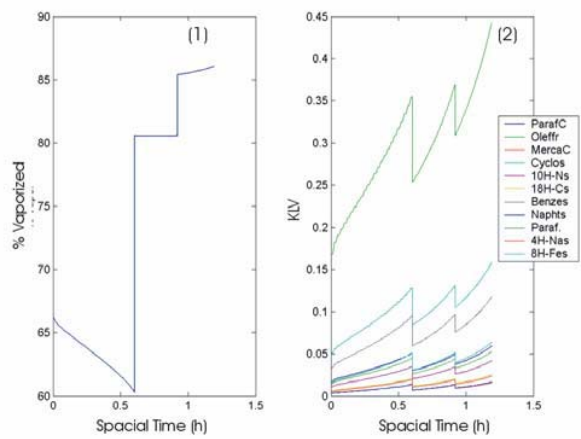 (1)
90
85
80
75
70
65
60
% Vaporized
0
0.5
1
1.5
Spacial Time (h)
(2)
0.45
0.4
0.35
0.3
0.25
0.2
0.15
0.1
0.05
0
KLV
0
0.5
1
1.5
Spacial Time (h)
ParafC
Oleffr
MercaC
Cyclos
10H-Ns
18H-Cs
Benzes
Naphts
Paraf.
4H-Nas
8H-Fes